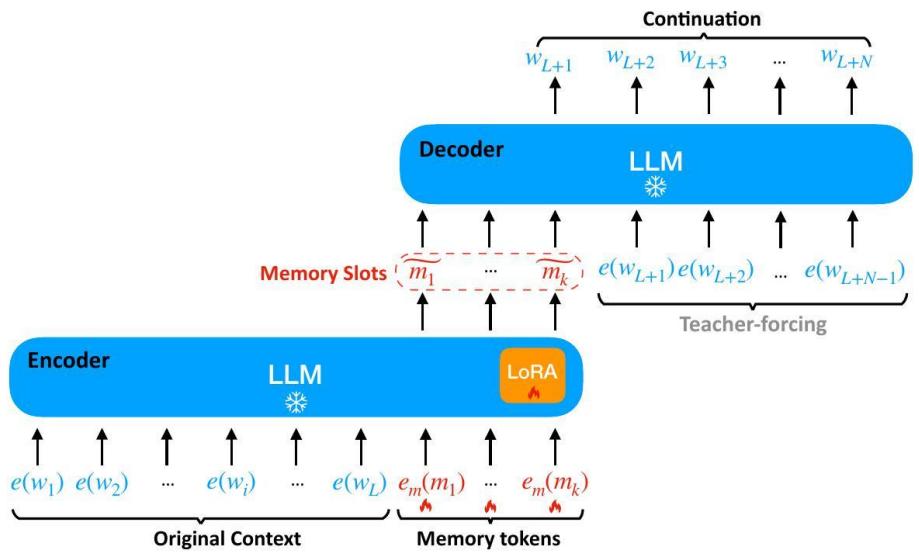 Continuation
w_{L+1} w_{L+2} w_{L+3} ... w_{L+N}
Decoder
LLM
Memory Slots
\widetilde{m_1} ... \widetilde{m_k} e(w_{L+1}) e(w_{L+2}) ... e(w_{L+N-1})
Teacher-forcing
Encoder
LLM
LoRA
e(w_1) e(w_2) ... e(w_i) ... e(w_L) e_m(m_1) ... e_m(m_k)
Original Context
Memory tokens